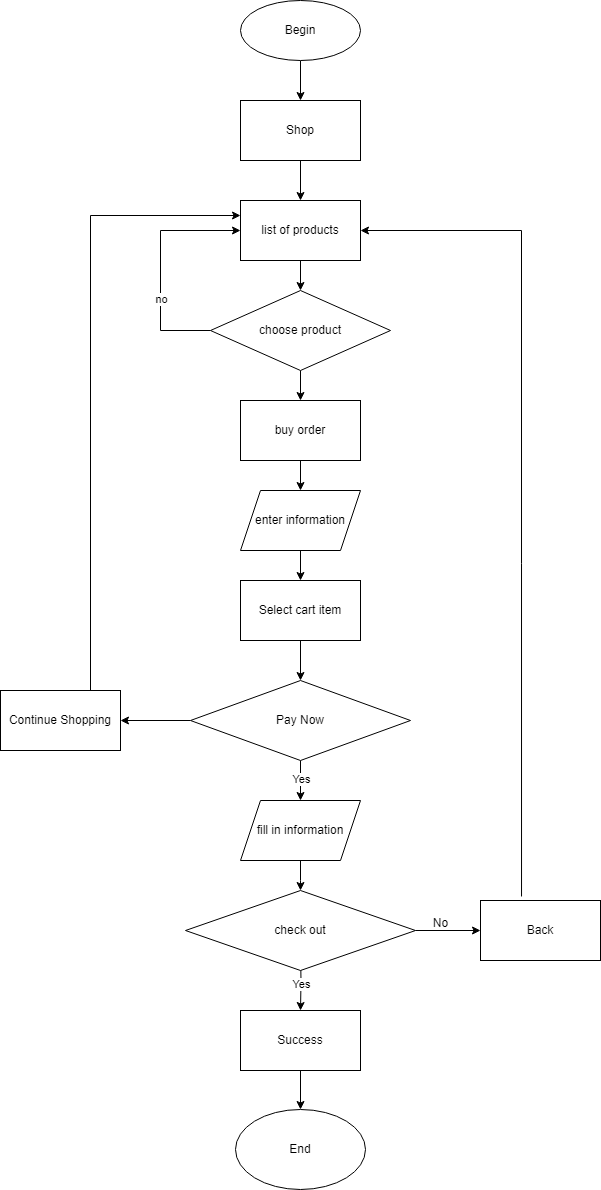 Begin
Shop
list of products
no
choose product
buy order
enter information
Select cart item
Continue Shopping
Pay Now
Yes
fill in information
check out
No
Back
Yes
Success
End